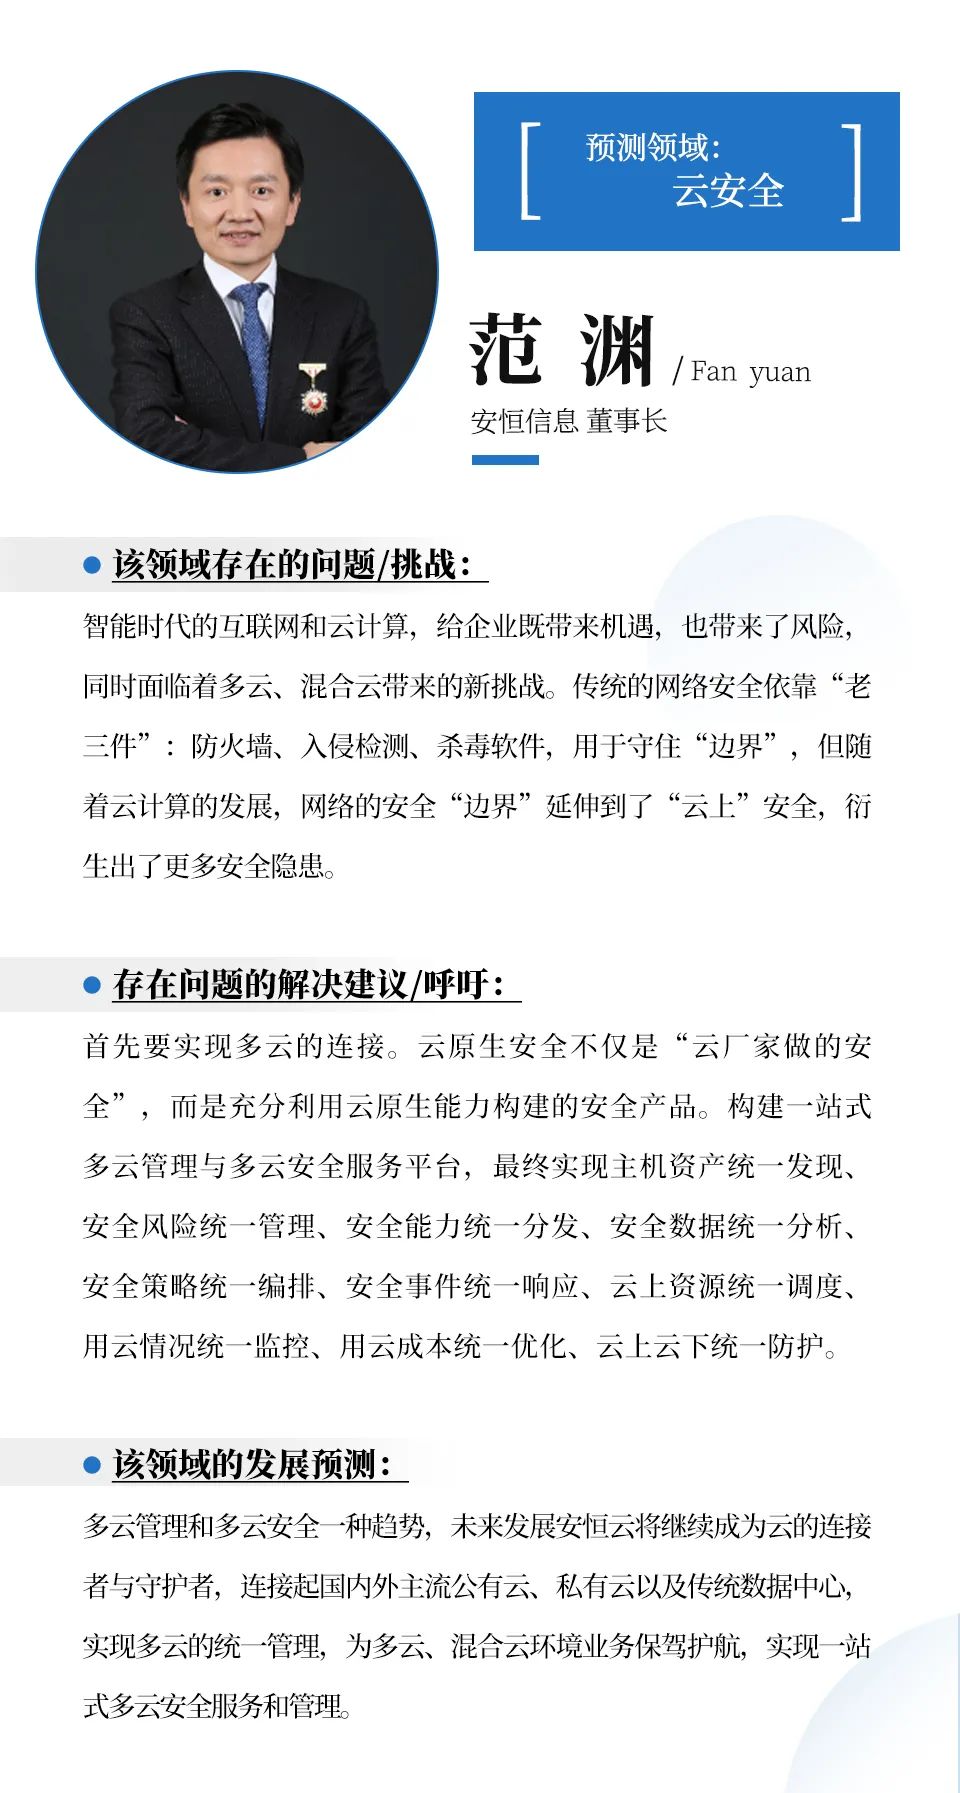 预测领域：
云安全
范 渊 / Fan yuan
安恒信息 董事长
该领域存在的问题/挑战：
智能时代的互联网和云计算，给企业既带来机遇，也带来了风险，
同时面临着多云、混合云带来的新挑战。传统的网络安全依靠“老
三件”：防火墙、入侵检测、杀毒软件，用于守住“边界”，但随
着云计算的发展，网络的安全“边界”延伸到了“云上”安全，衍
生出了更多安全隐患。
存在问题的解决建议/呼吁：
首先要实现多云的连接。云原生安全不仅是“云厂家做的安
全”，而是充分利用云原生能力构建的安全产品。构建一站式
多云管理与多云安全服务平台，最终实现主机资产统一发现、
安全风险统一管理、安全能力统一分发、安全数据统一分析、
安全策略统一编排、安全事件统一响应、云上资源统一调度、
用云情况统一监控、用云成本统一优化、云上云下统一防护。
该领域的发展预测：
多云管理和多云安全一种趋势，未来发展安恒云将继续成为云的连接
者与守护者，连接起国内外主流公有云、私有云以及传统数据中心，
实现多云的统一管理，为多云、混合云环境业务保驾护航，实现一站
式多云安全服务和管理。